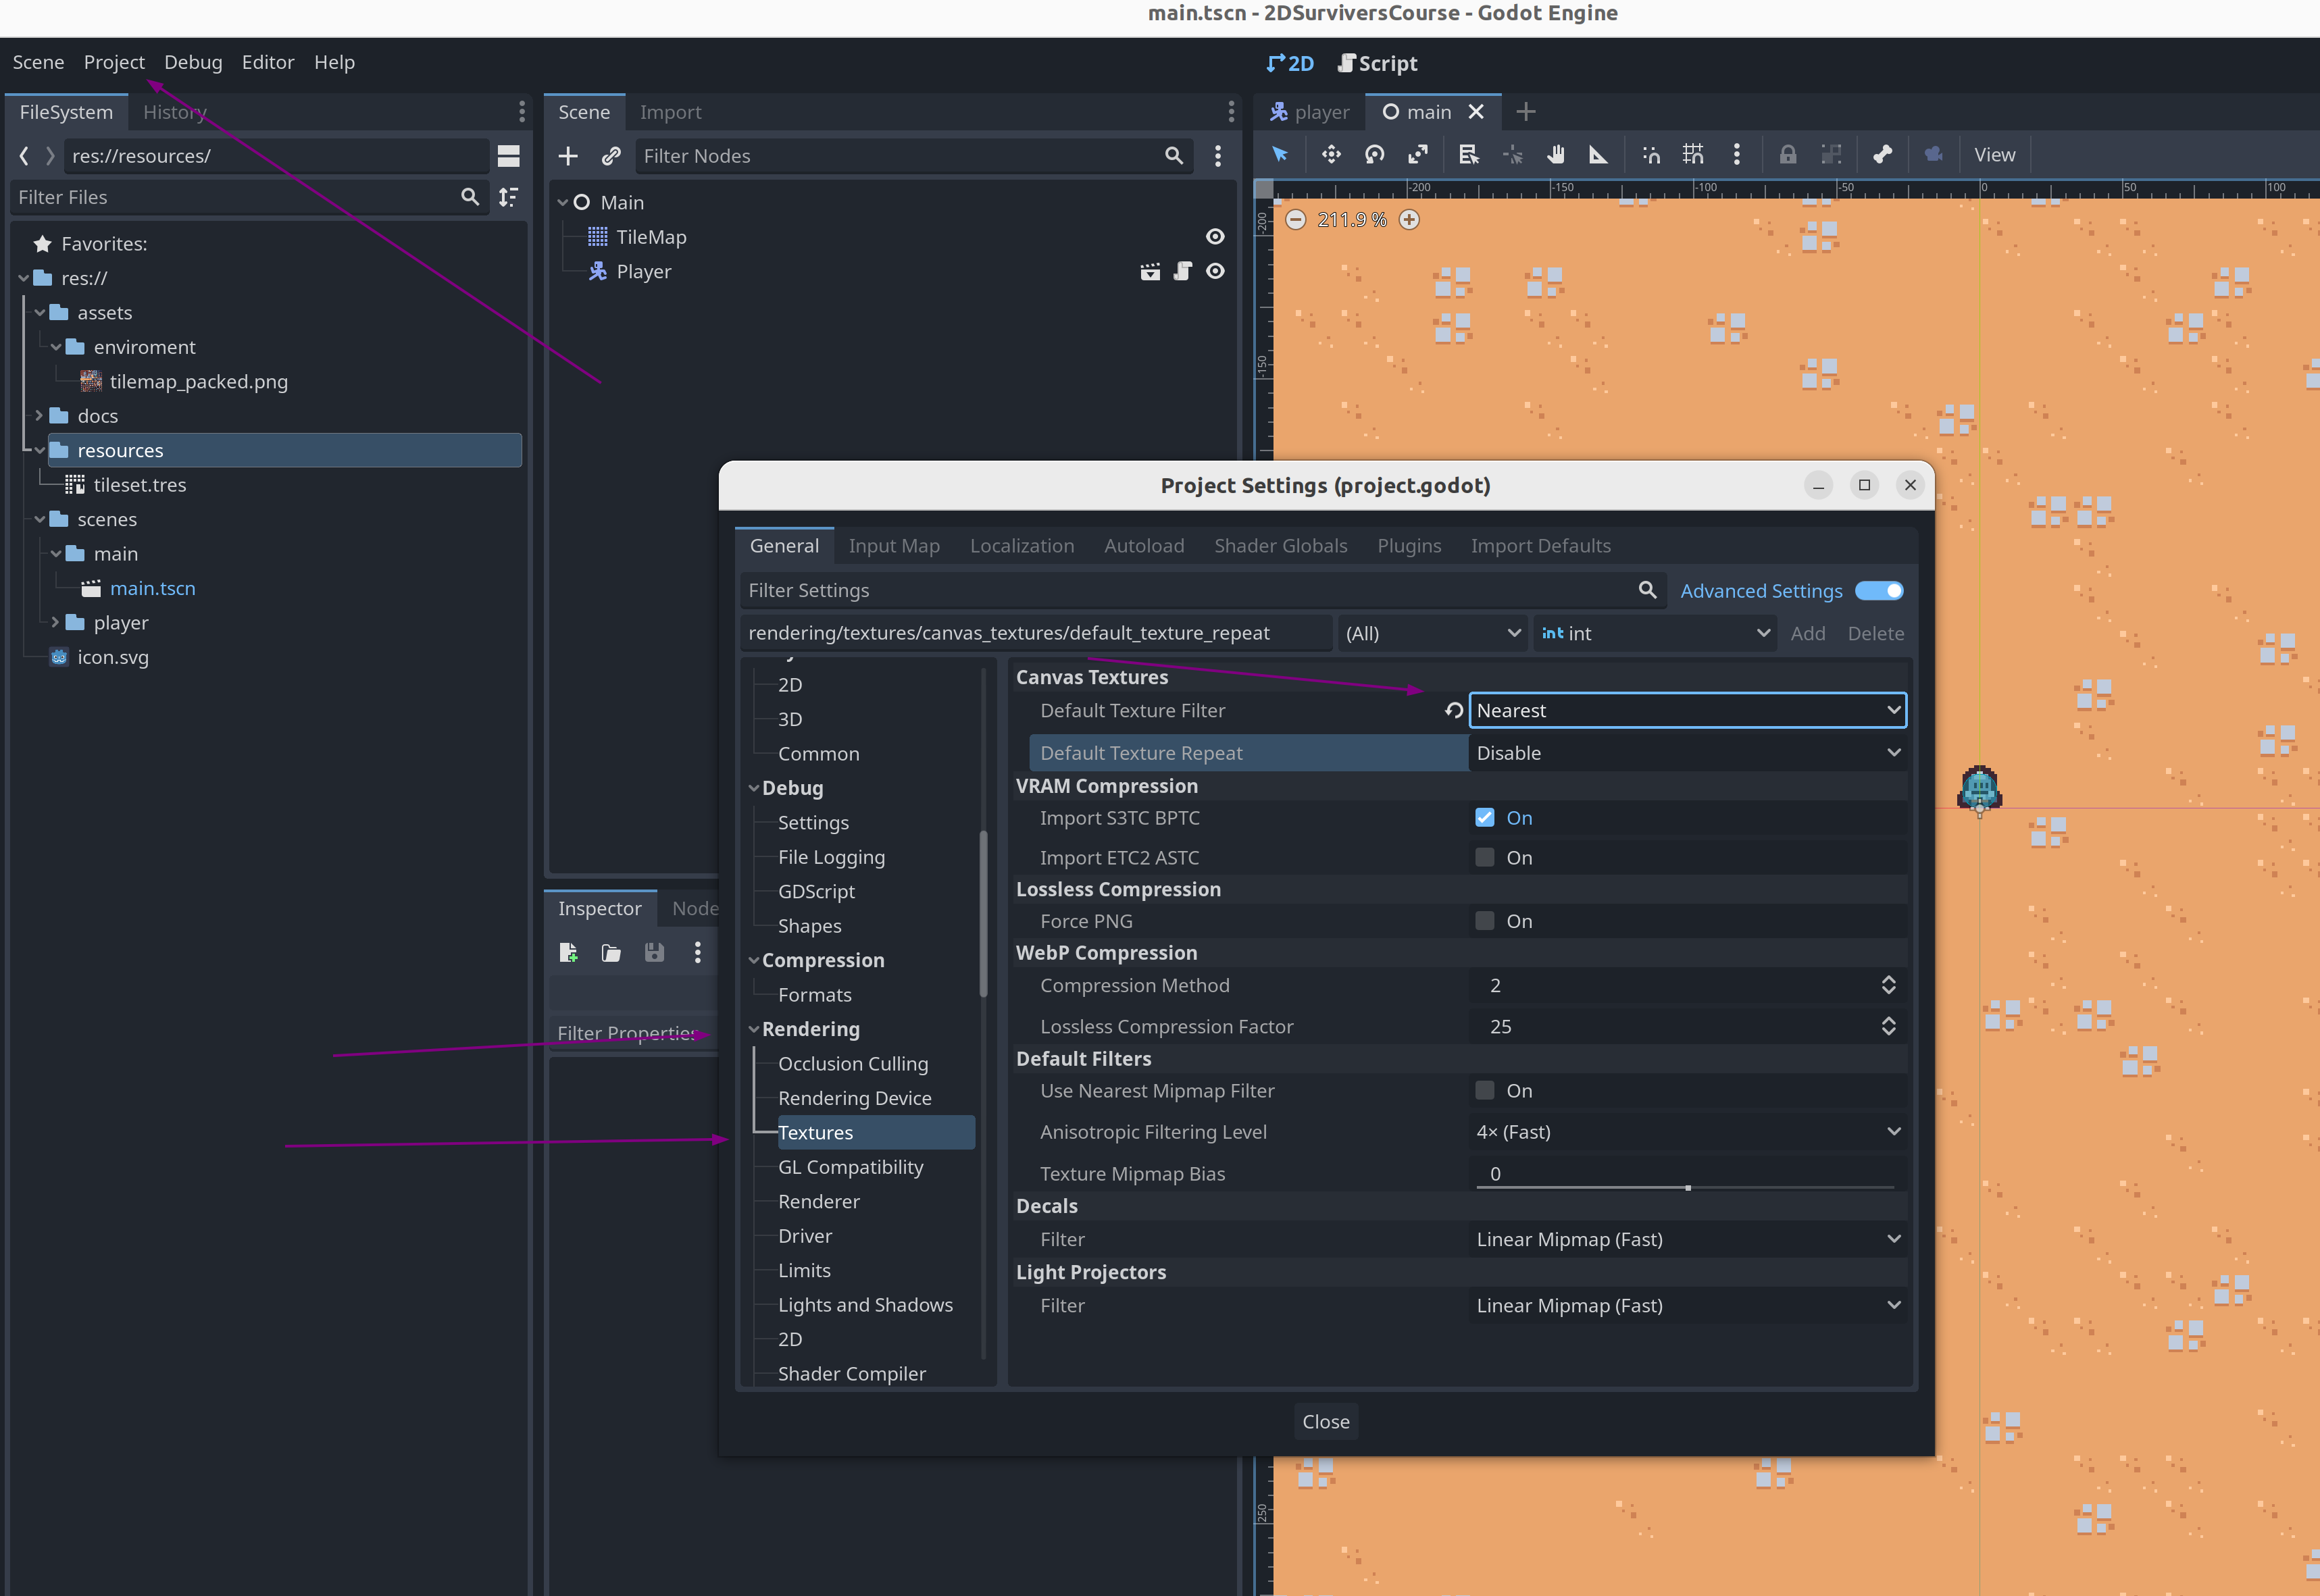 main.tscn - 2DSurviversCourse - Godot Engine
Scene Project Debug Editor Help
2D Script
FileSystem History
Scene Import
player main
res://resources/
Filter Nodes
View
Filter Files
-200 -150 -100 -50 0 50 100
-200
211.9 %
-150
250
Favorites:
res://
assets
enviroment
tilemap_packed.png
docs
resources
tileset.tres
scenes
main
main.tscn
player
icon.svg
Main
TileMap
Player
Inspector Node
Filter Properties
Project Settings (project.godot)
General Input Map Localization Autoload Shader Globals Plugins Import Defaults
Filter Settings
Advanced Settings
rendering/textures/canvas_textures/default_texture_repeat (All) int int Add Delete
2D
3D
Common
Debug
Settings
File Logging
GDScript
Shapes
Compression
Formats
Rendering
Occlusion Culling
Rendering Device
Textures
GL Compatibility
Renderer
Driver
Limits
Lights and Shadows
2D
Shader Compiler
Canvas Textures
Default Texture Filter Nearest
Default Texture Repeat Disable
VRAM Compression
Import S3TC BPTC On
Import ETC2 ASTC On
Lossless Compression
Force PNG On
WebP Compression
Compression Method 2
Lossless Compression Factor 25
Default Filters
Use Nearest Mipmap Filter On
Anisotropic Filtering Level 4× (Fast)
Texture Mipmap Bias 0
Decals
Filter Linear Mipmap (Fast)
Light Projectors
Filter Linear Mipmap (Fast)
Close